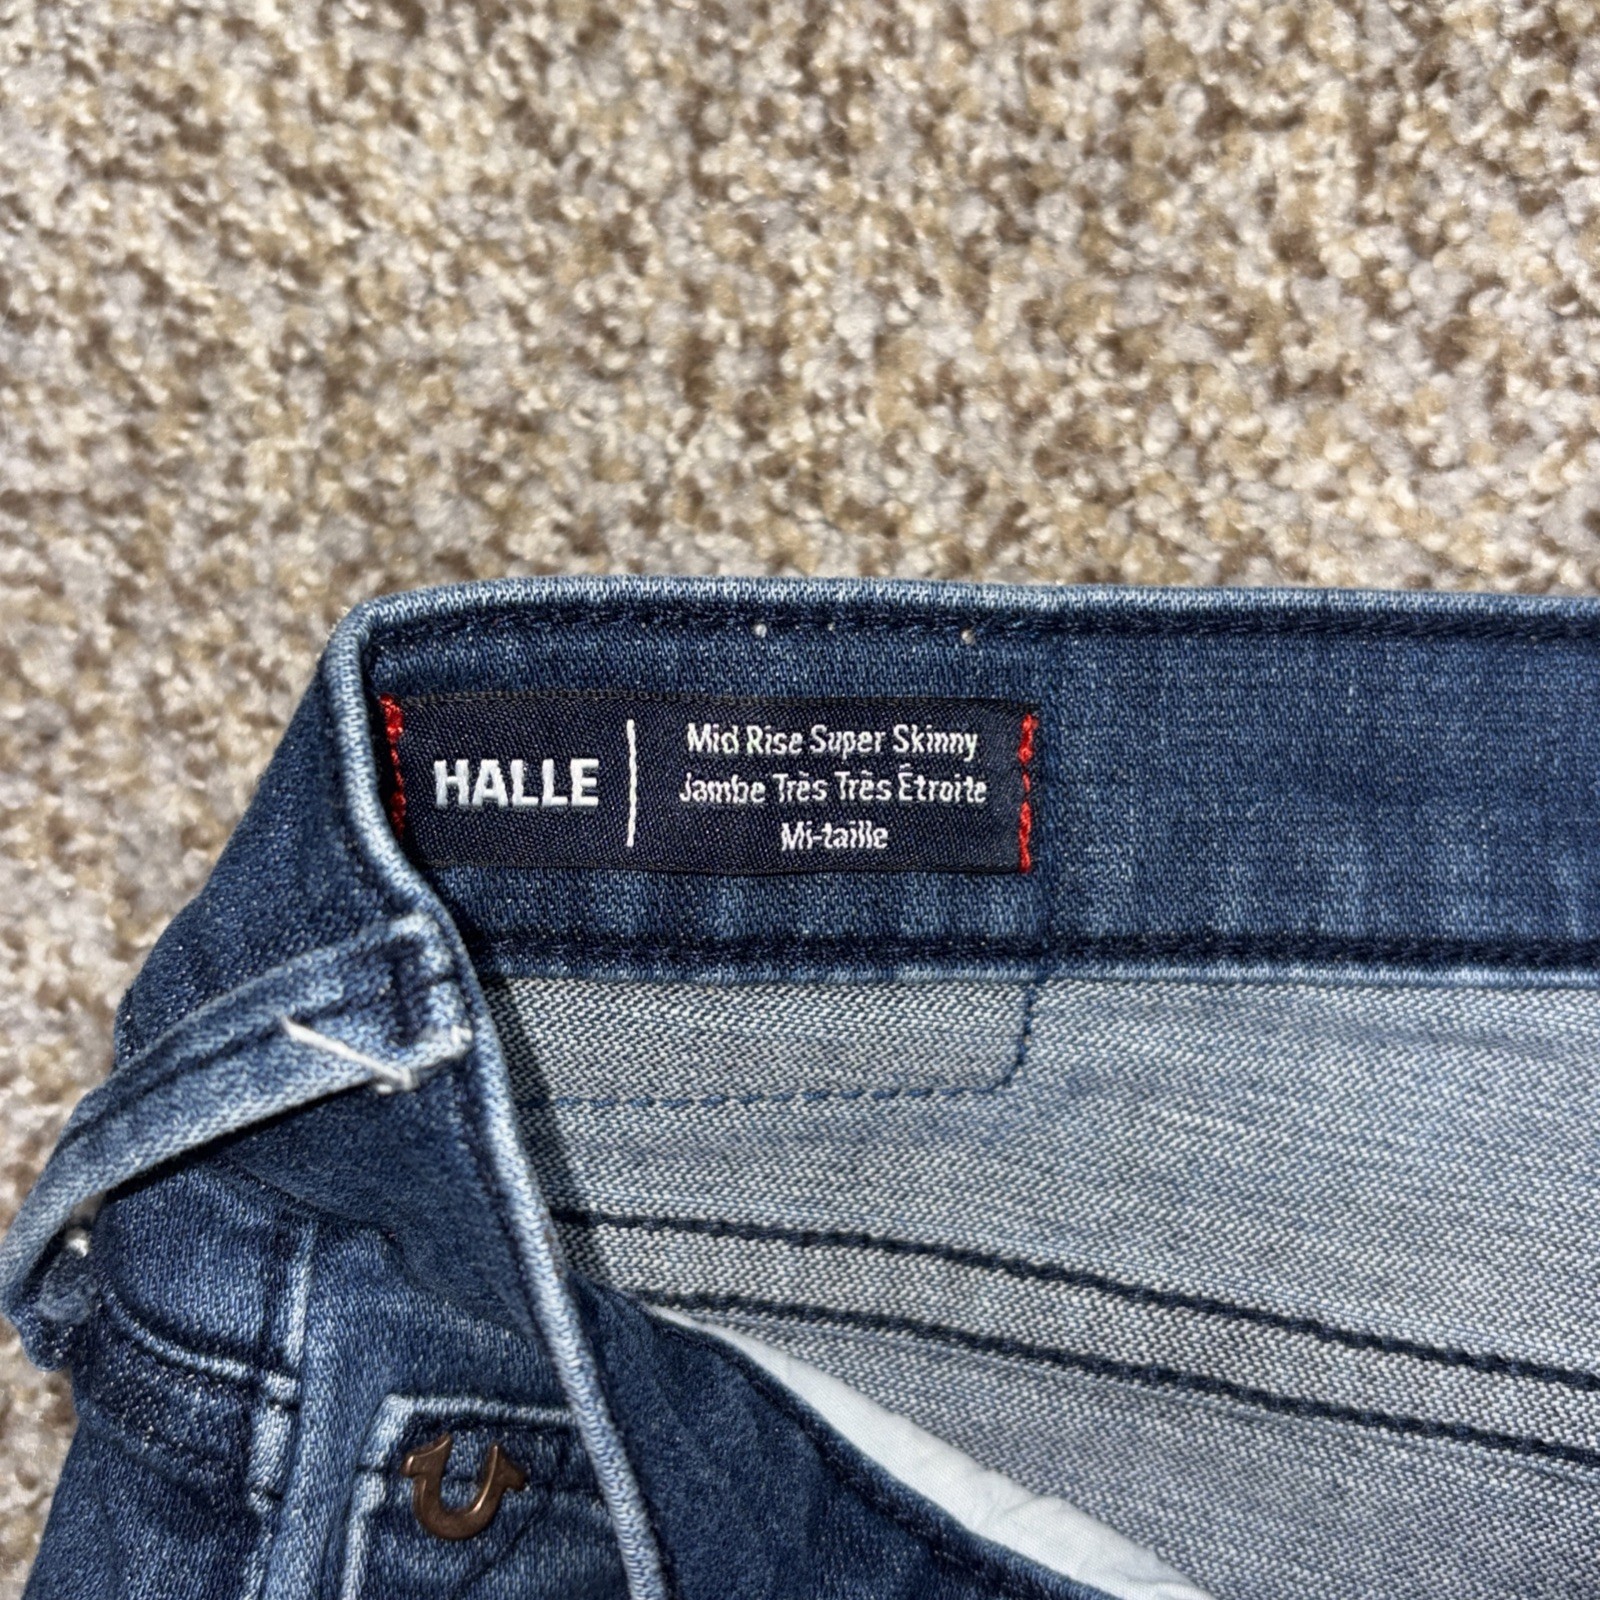 HALLE
Mid Rise Super Skinny
Jambe Très Très Étroite
Mi-taille